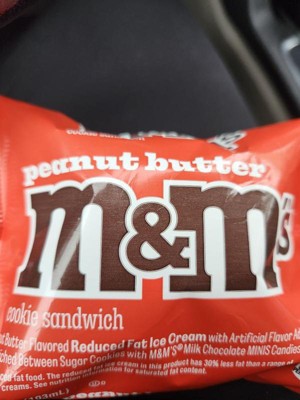 peanut butter
m&m's
cookie sandwich
Butter Flavored Reduced Fat Ice Cream with Artificial Flavor
Between Sugar Cookies with M&M'S® Milk Chocolate MINIS Candies
fat food. The reduced fat ice cream in this product has 30% less fat than a
creams. See nutrition information for saturated fat content.